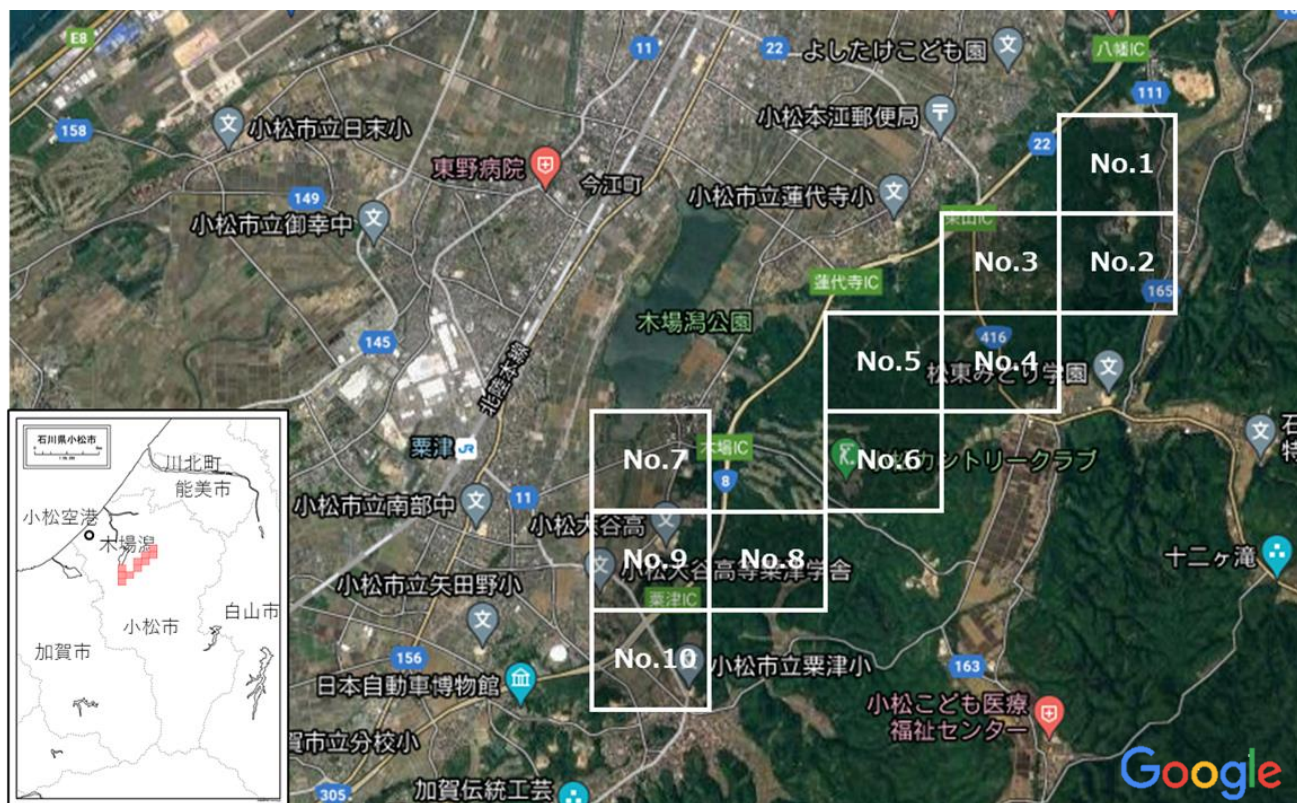 E8
11
22
よしたけこども園
八幡IC
111
158
小松市立日末小
小松本江郵便局
22
No.1
東野病院
今江町
149
小松市立蓮代寺小
小松市立御幸中
No.3
No.2
蓮代寺IC
165
木場潟公園
145
北陸本線
No.5
416
No.4
松東みどり学園
粟津
JR
No.7
木場IC
No.6
カントリークラブ
8
小松市立南部中
11
小松大谷高
No.9
No.8
小松大谷高等粟津学舎
十二ヶ滝
小松市立矢田野小
粟津IC
156
No.10
小松市立粟津小
163
日本自動車博物館
小松こども医療
福祉センター
賀市立分校小
305
加賀伝統工芸
Google
石川県小松市
川北町
能美市
小松空港
木場潟
小松市
白山市
加賀市